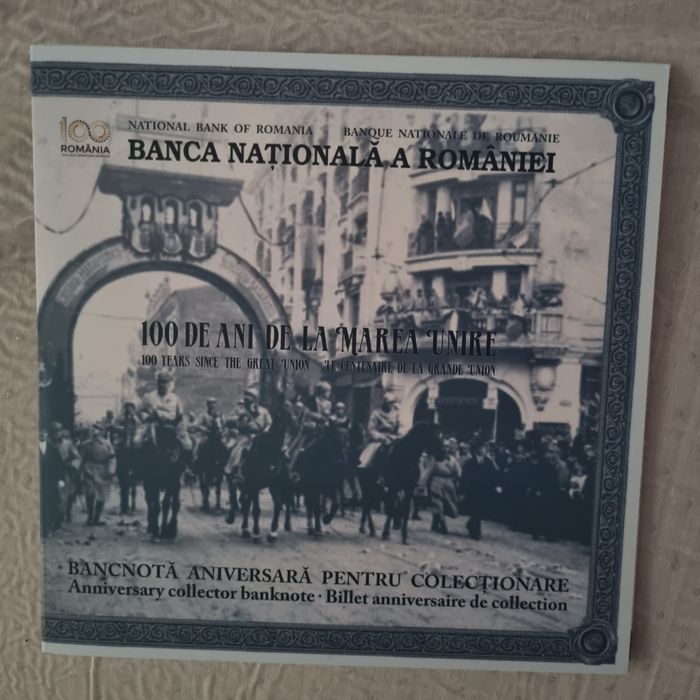 100
ROMÂNIA
NATIONAL BANK OF ROMANIA BANQUE NATIONALE DE ROUMANIE
BANCA NAȚIONALĂ A ROMÂNIEI
100 DE ANI DE LA MAREA UNIRE
100 YEARS SINCE THE GREAT UNION LE CENTENAIRE DE LA GRANDE UNION
BANCNOTĂ ANIVERSARĂ PENTRU COLECȚIONARE
Anniversary collector banknote · Billet anniversaire de collection